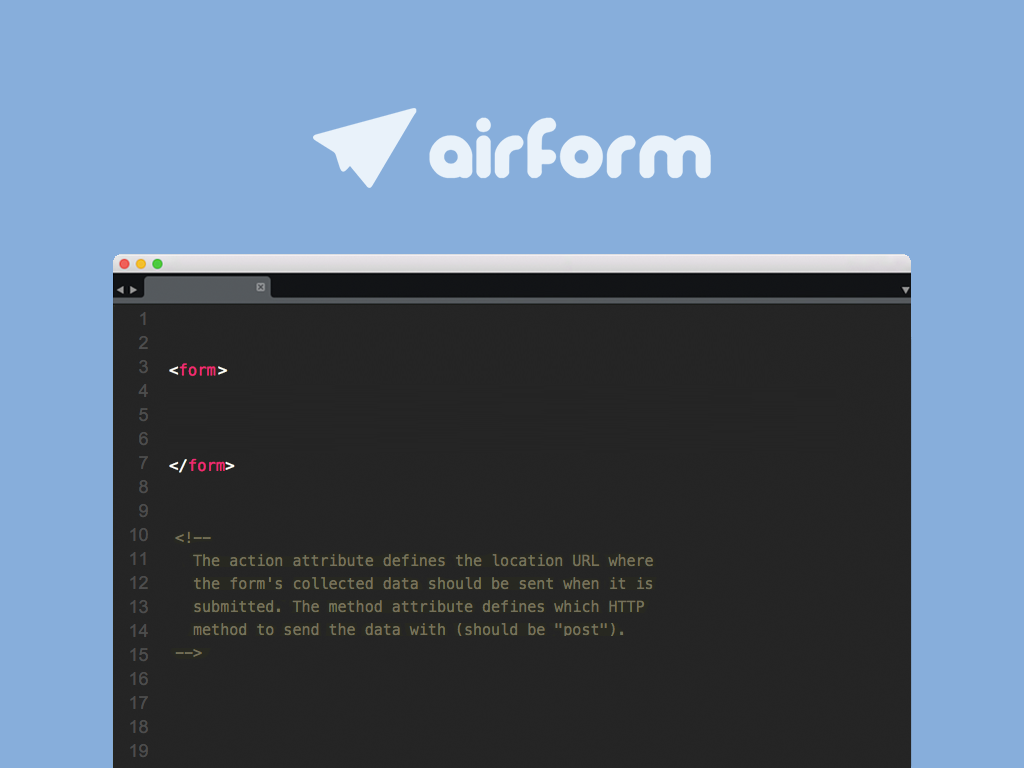 airform
1
2
3 <form>
4
5
6
7 </form>
8
9
10 <!--
11 The action attribute defines the location URL where
12 the form's collected data should be sent when it is
13 submitted. The method attribute defines which HTTP
14 method to send the data with (should be "post").
15 -->
16
17
18
19